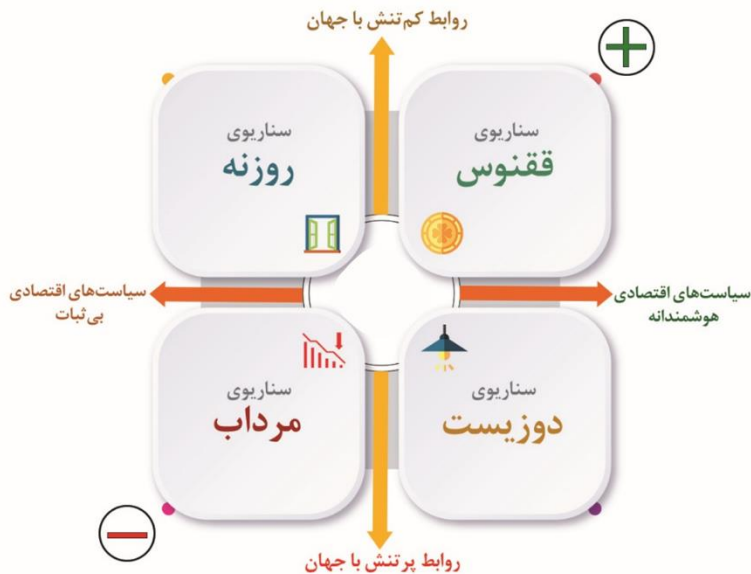 روابط کم‌تنش با جهان
سناریوی
ققنوس
سناریوی
روزنه
سیاست‌های اقتصادی
هوشمندانه
سیاست‌های اقتصادی
بی‌ثبات
سناریوی
دوزیست
سناریوی
مرداب
روابط پرتنش با جهان